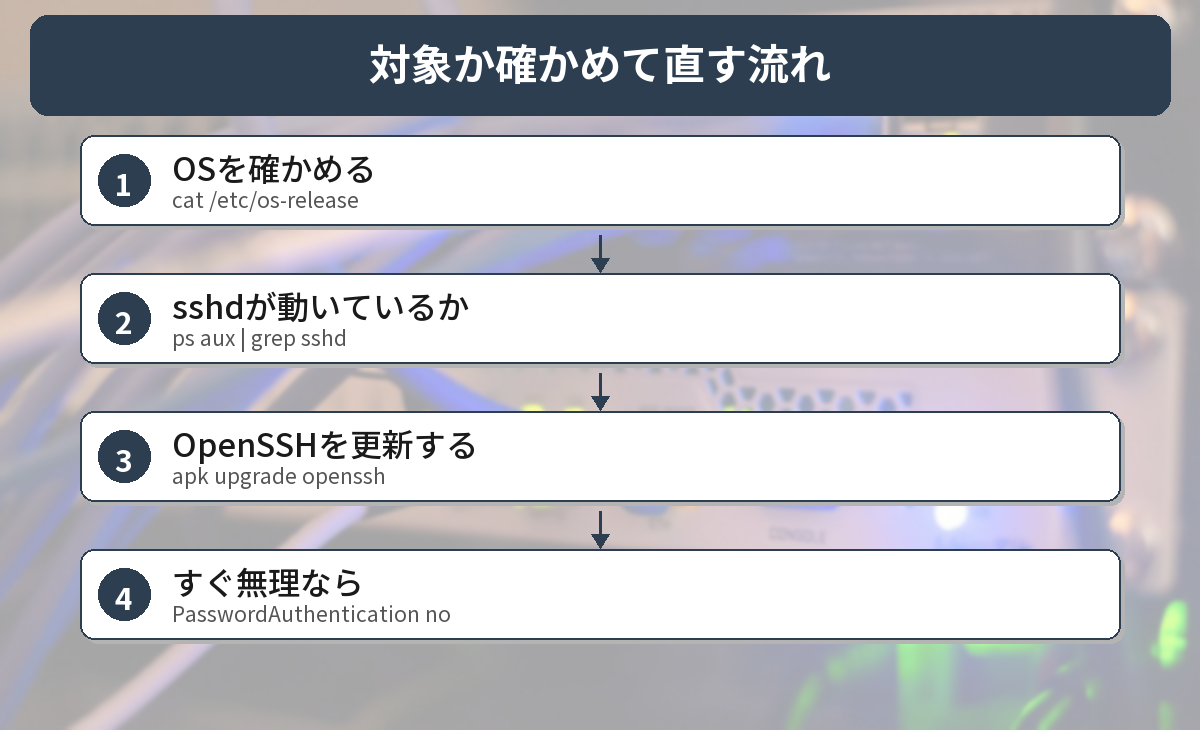 対象か確かめて直す流れ
1
OSを確かめる
cat /etc/os-release
2
sshdが動いているか
ps aux | grep sshd
3
OpenSSHを更新する
apk upgrade openssh
CONSOLE
4
すぐ無理なら
PasswordAuthentication no